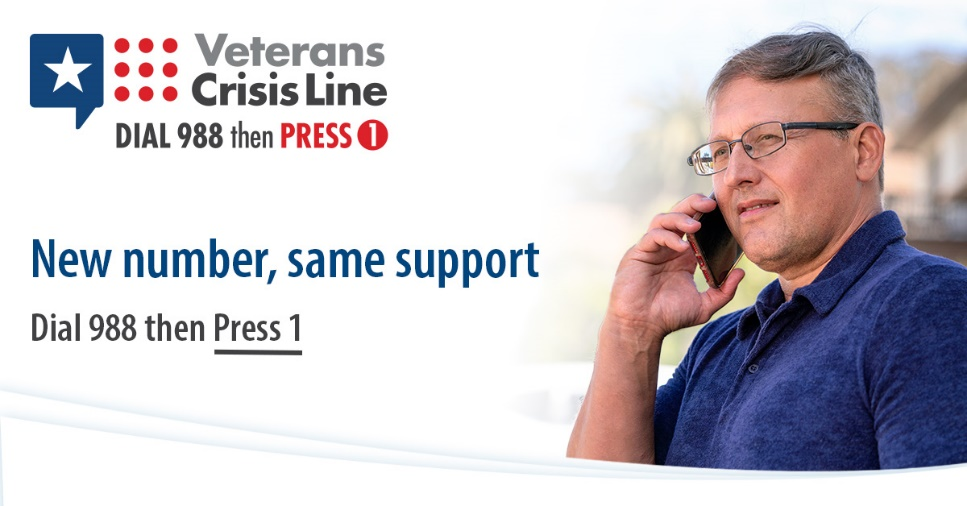 Veterans
Crisis Line
DIAL 988 then PRESS 1
New number, same support
Dial 988 then Press 1